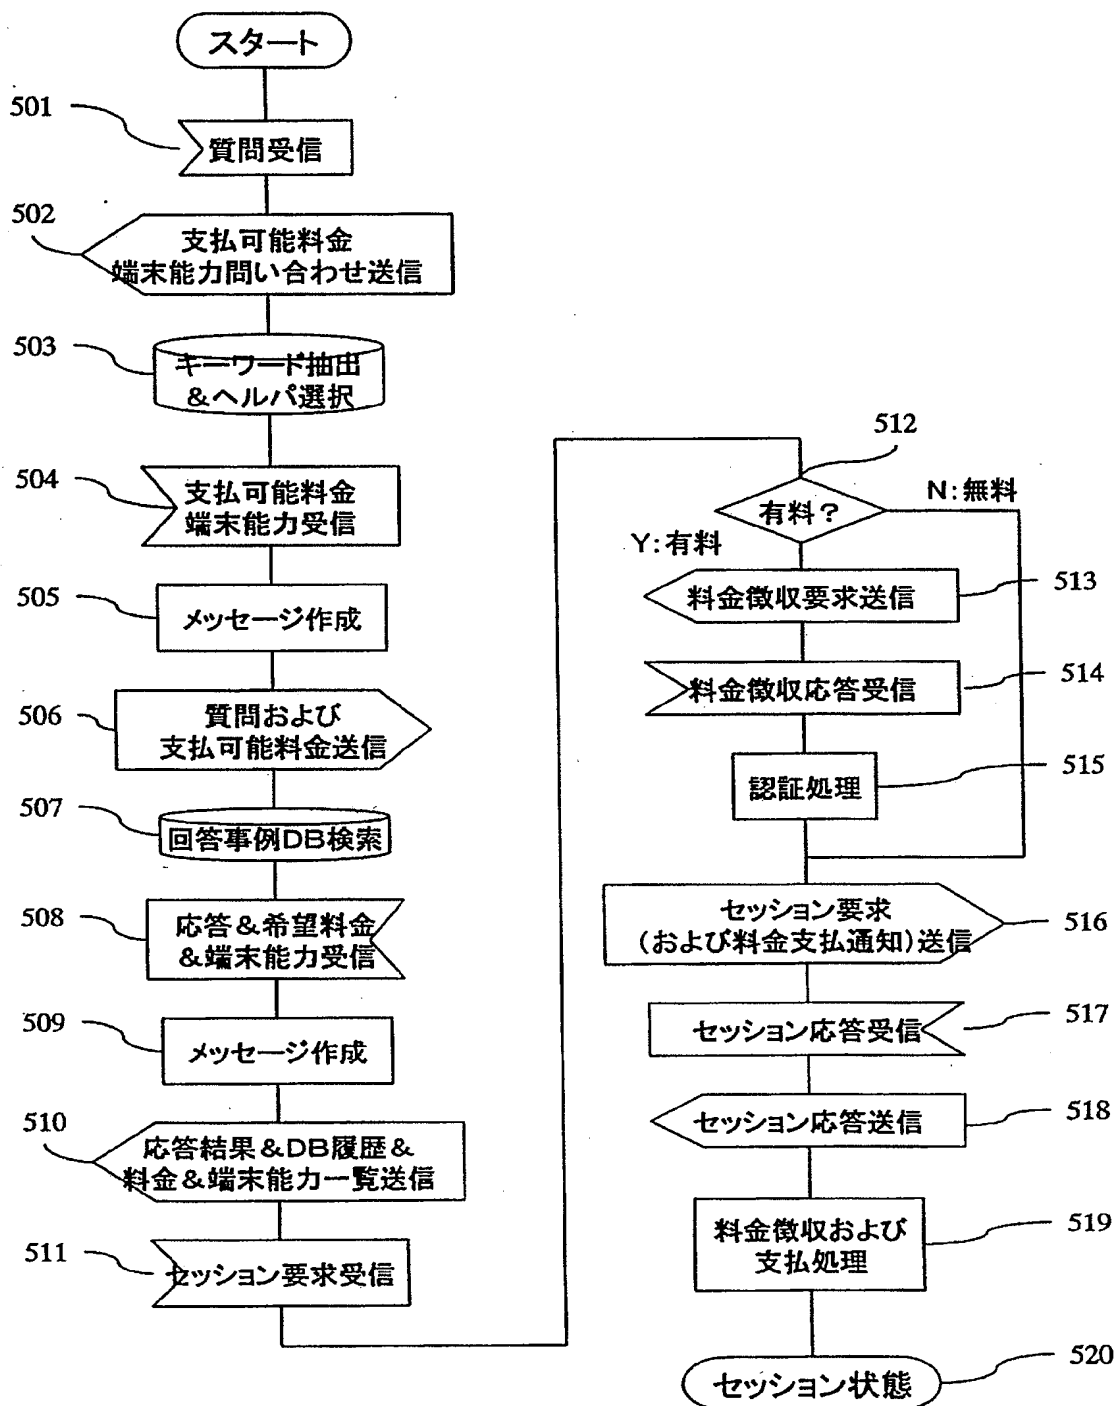 スタート
501
質問受信
502
支払可能料金
端末能力問い合わせ送信
503
キーワード抽出
&ヘルパ選択
504
支払可能料金
端末能力受信
505
メッセージ作成
506
質問および
支払可能料金送信
507
回答事例DB検索
508
応答&希望料金
&端末能力受信
509
メッセージ作成
510
応答結果&DB履歴&
料金&端末能力一覧送信
511
セッション要求受信
512
有料?
N:無料
Y:有料
513
料金徴収要求送信
514
料金徴収応答受信
515
認証処理
516
セッション要求
(および料金支払通知)送信
517
セッション応答受信
518
セッション応答送信
519
料金徴収および
支払処理
520
セッション状態